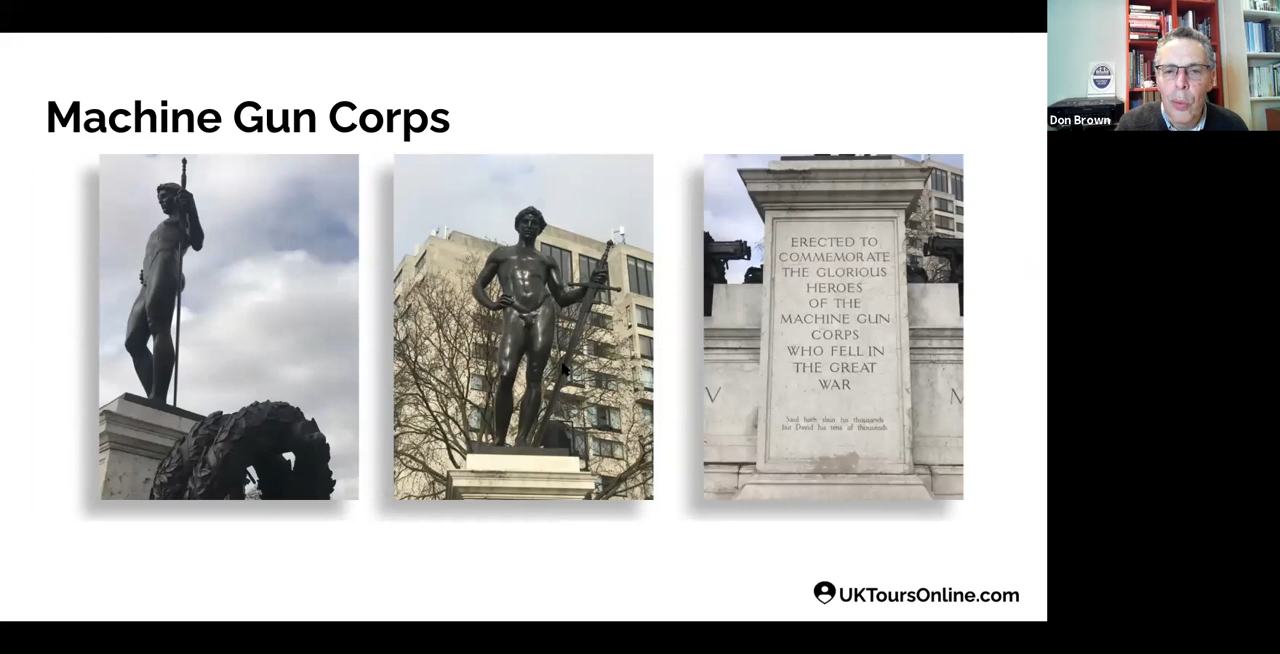 Machine Gun Corps
ERECTED TO
COMMEMORATE
THE GLORIOUS
HEROES
OF THE
MACHINE GUN
CORPS
WHO FELL IN
THE GREAT
WAR
Saul hath slain his thousands
but David his tens of thousands
V
M
UKToursOnline.com
Don Brown